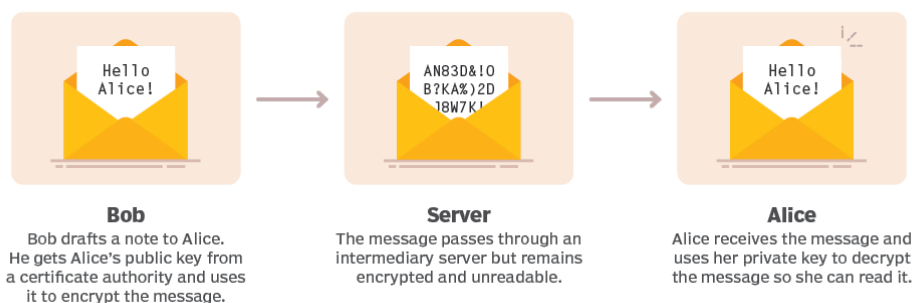 Hello
Alice!
AN83D&!O
B?KA%)2D
J8W7K!
Hello
Alice!
Bob
Bob drafts a note to Alice.
He gets Alice's public key from
a certificate authority and uses
it to encrypt the message.
Server
The message passes through an
intermediary server but remains
encrypted and unreadable.
Alice
Alice receives the message and
uses her private key to decrypt
the message so she can read it.